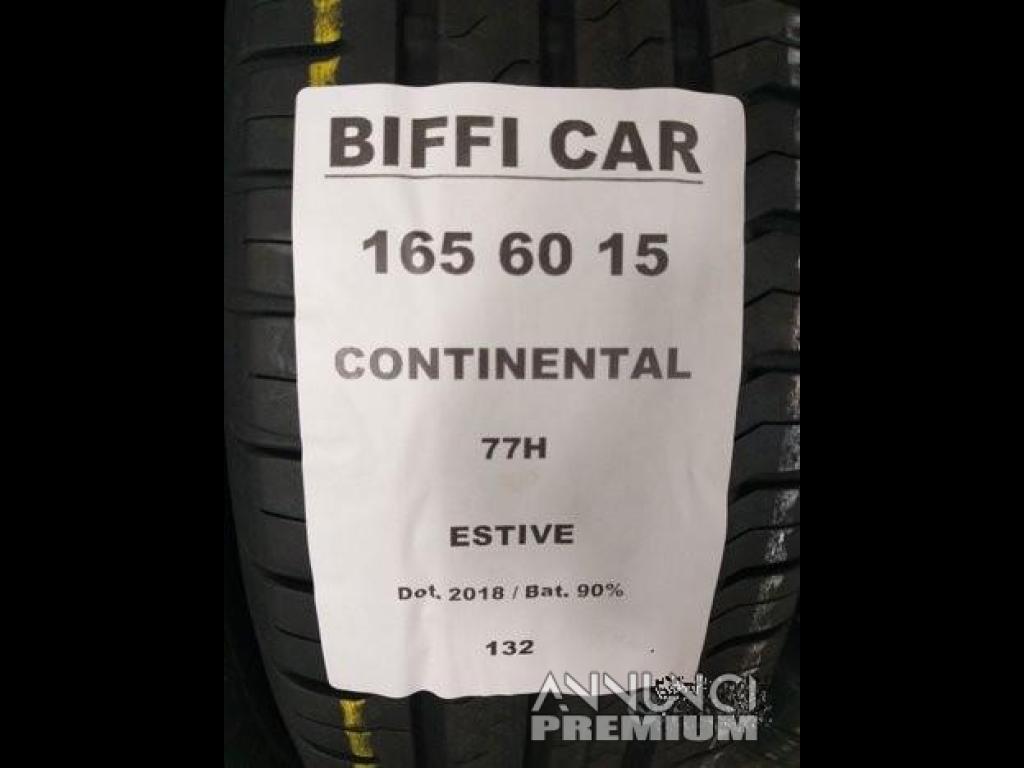 BIFFI CAR
165 60 15
CONTINENTAL
77H
ESTIVE
Dot. 2018 / Bat. 90%
132
ANNUNCI
PREMIUM